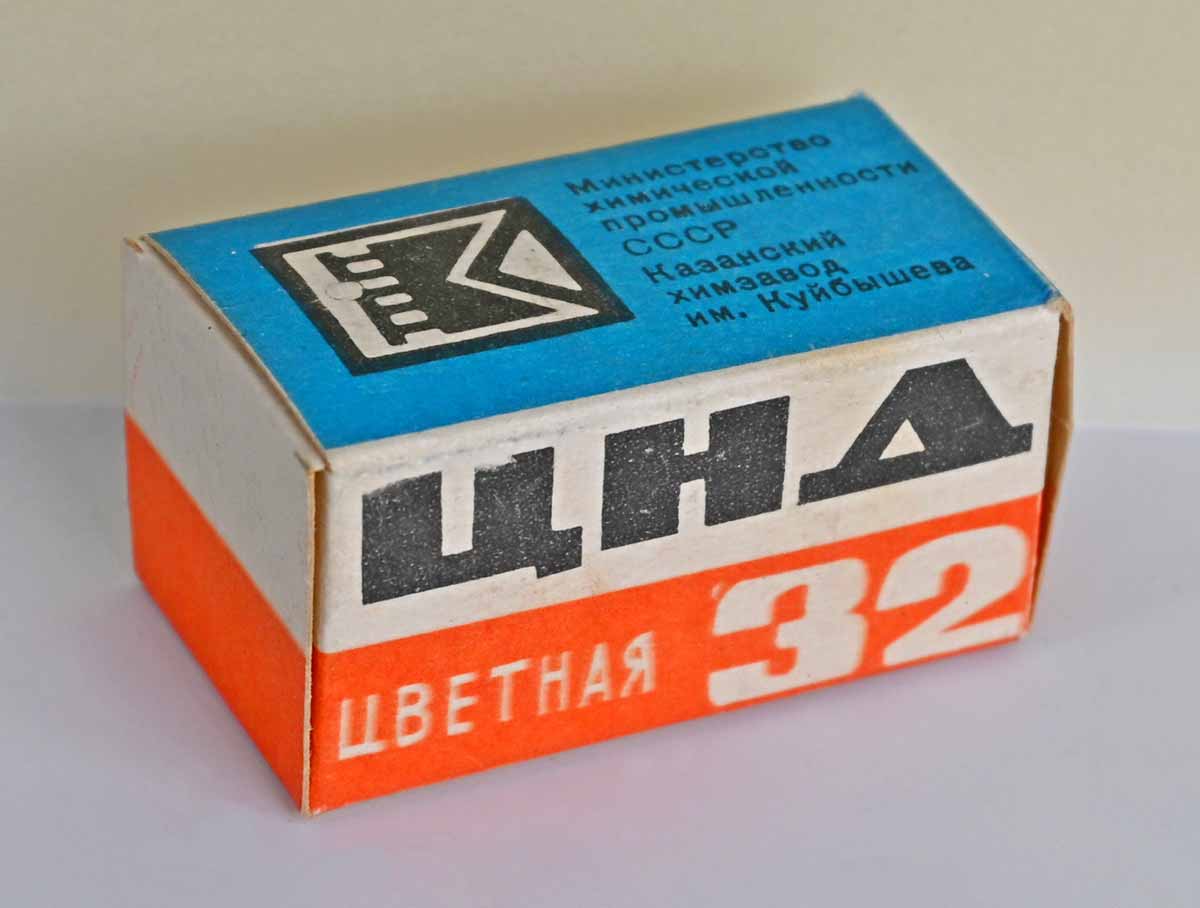 Министерство
химической
промышленности
СССР
Казанский
химзавод
им. Куйбышева
ЦНД
ЦВЕТНАЯ 32